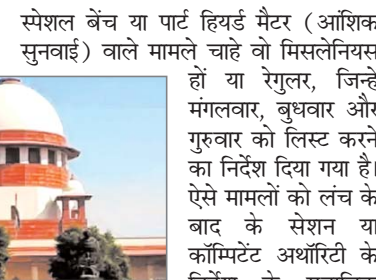 स्पेशल बेंच या पार्ट हियर्ड मैटर (आंशिक
सुनवाई) वाले मामले चाहे वो मिसलेनियस
हों या रेगुलर, जिन्हें
मंगलवार, बुधवार और
गुरुवार को लिस्ट करने
का निर्देश दिया गया है।
ऐसे मामलों को लंच के
बाद के सेशन या
कॉम्पिटेंट अथॉरिटी के